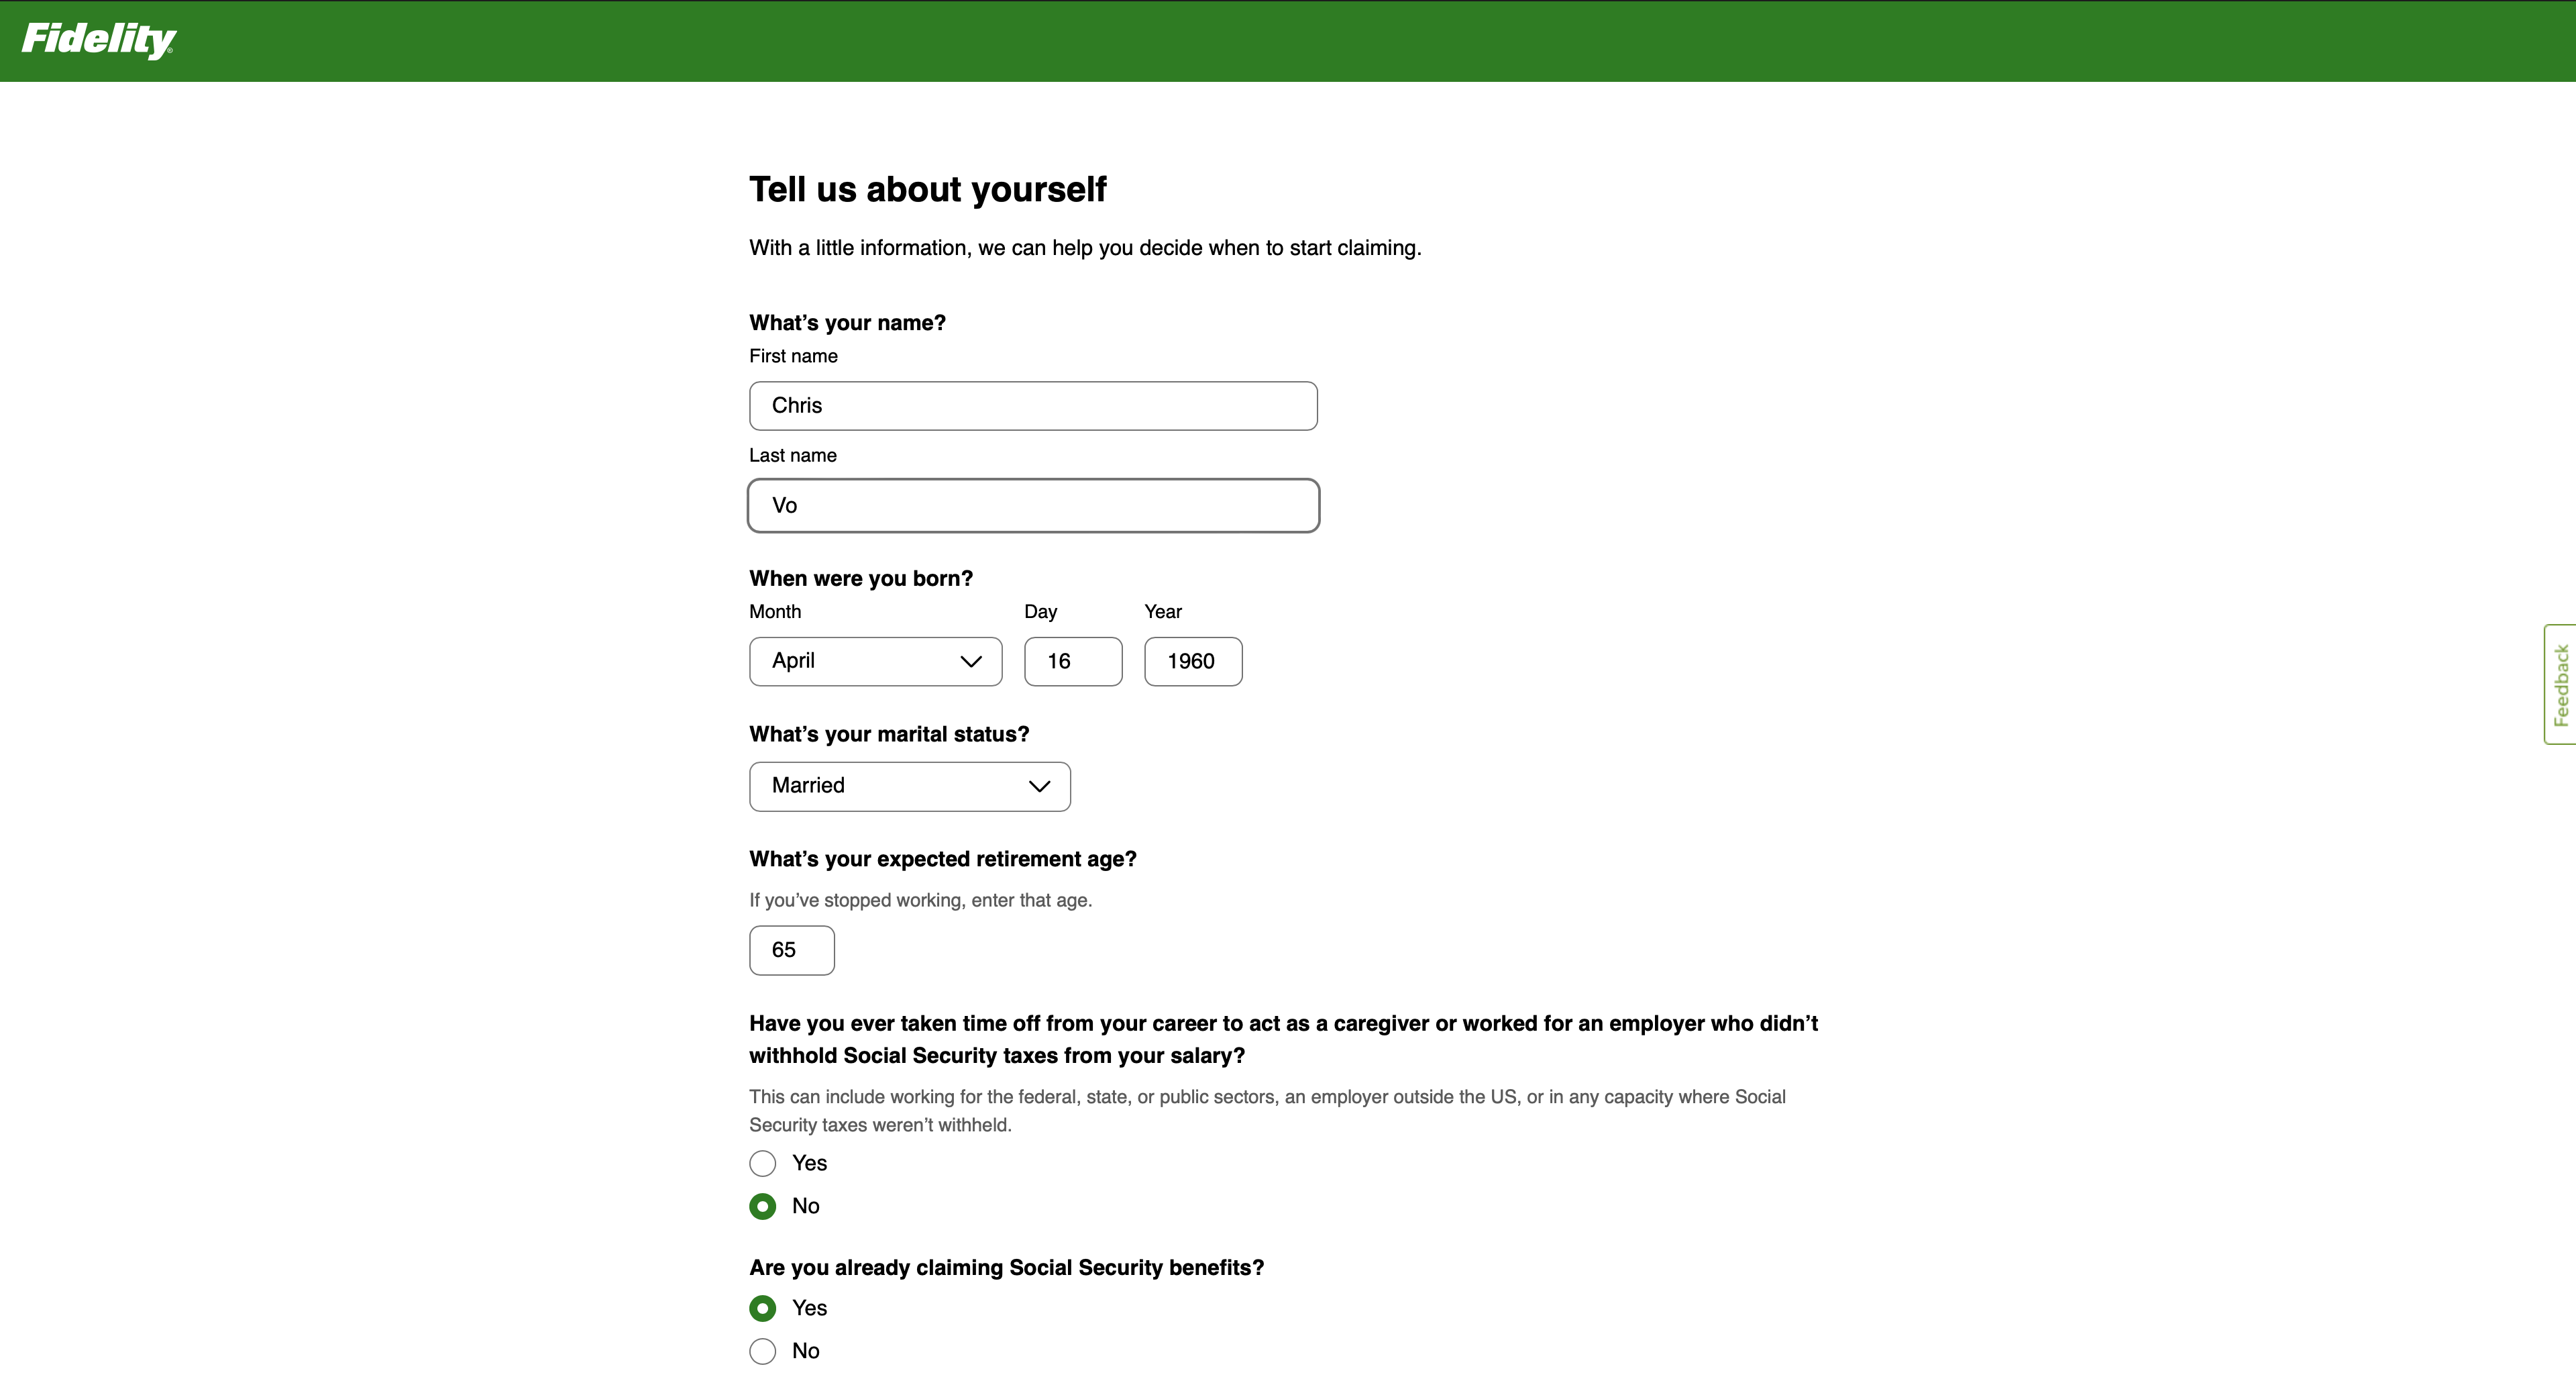 Fidelity®
Tell us about yourself
With a little information, we can help you decide when to start claiming.
What’s your name?
First name
Chris
Last name
Vo
When were you born?
Month Day Year
April 16 1960
What’s your marital status?
Married
What’s your expected retirement age?
If you’ve stopped working, enter that age.
65
Have you ever taken time off from your career to act as a caregiver or worked for an employer who didn’t
withhold Social Security taxes from your salary?
This can include working for the federal, state, or public sectors, an employer outside the US, or in any capacity where Social
Security taxes weren’t withheld.
Yes
No
Are you already claiming Social Security benefits?
Yes
No
Feedback